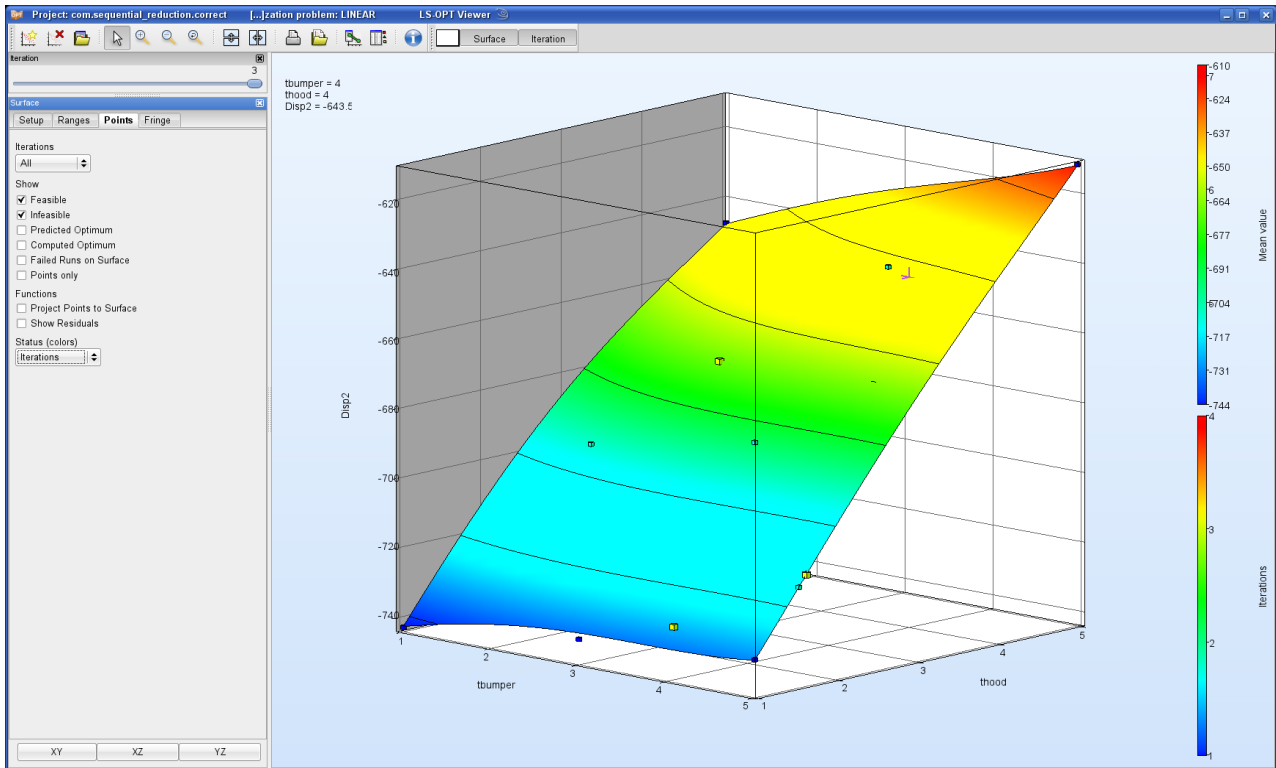 Project: com.sequential_reduction.correct [...]zation problem: LINEAR LS-OPT Viewer
Surface Iteration
Iteration
3
Surface
Setup Ranges Points Fringe
Iterations
All
Show
Feasible
Infeasible
Predicted Optimum
Computed Optimum
Failed Runs on Surface
Points only
Functions
Project Points to Surface
Show Residuals
Status (colors)
Iterations
XY XZ YZ
tbumper = 4
thood = 4
Disp2 = -643.5
Disp2
-620
-640
-660
-680
-700
-720
-740
1
2
3
4
5
tbumper
1
2
3
4
5
thood
-610
7
-624
-637
-650
6
-664
-677
-691
-704
-717
-731
-744
Mean value
4
3
2
1
Iterations